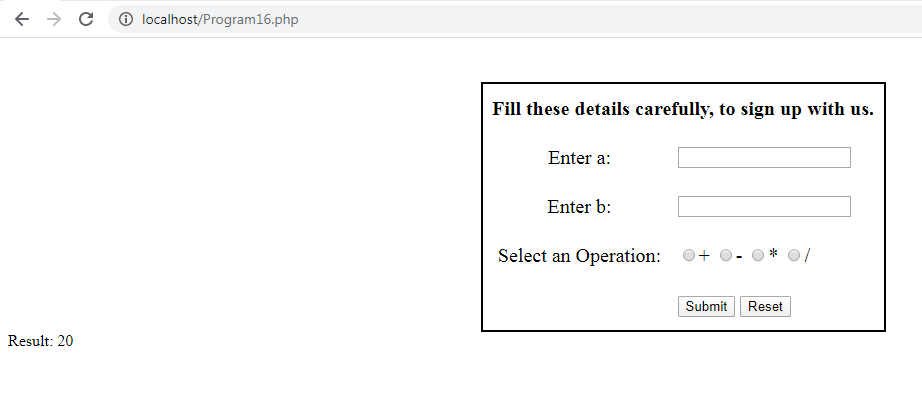 localhost/Program16.php
Fill these details carefully, to sign up with us.
Enter a:
Enter b:
Select an Operation: + - * /
Submit Reset
Result: 20